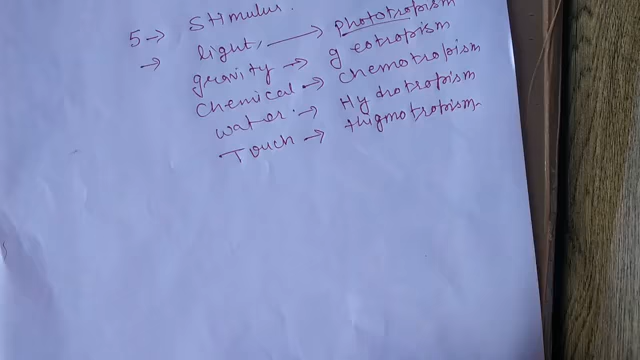 5 → Stimulus.
→ light, → phototropism
gravity → geotropism
chemical → chemotropism
water. → Hydrotropism
Touch → thigmotropism.